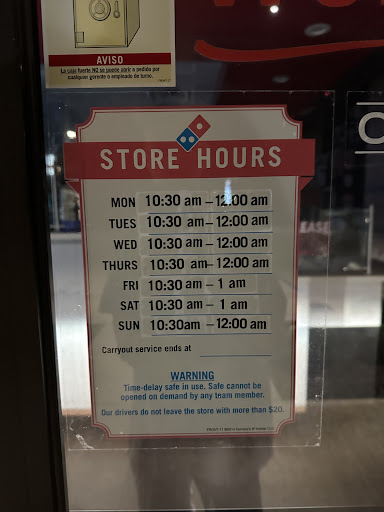 AVISO
La caja fuerte NO se puede abrir a pedido por
cualquier gerente o empleado de turno.
STORE HOURS
MON 10:30 am – 12:00 am
TUES 10:30 am – 12:00 am
WED 10:30 am – 12:00 am
THURS 10:30 am – 12:00 am
FRI 10:30 am – 1 am
SAT 10:30 am – 1 am
SUN 10:30am – 12:00 am
Carryout service ends at
WARNING
Time-delay safe in use. Safe cannot be
opened on demand by any team member.
Our drivers do not leave the store with more than $20.